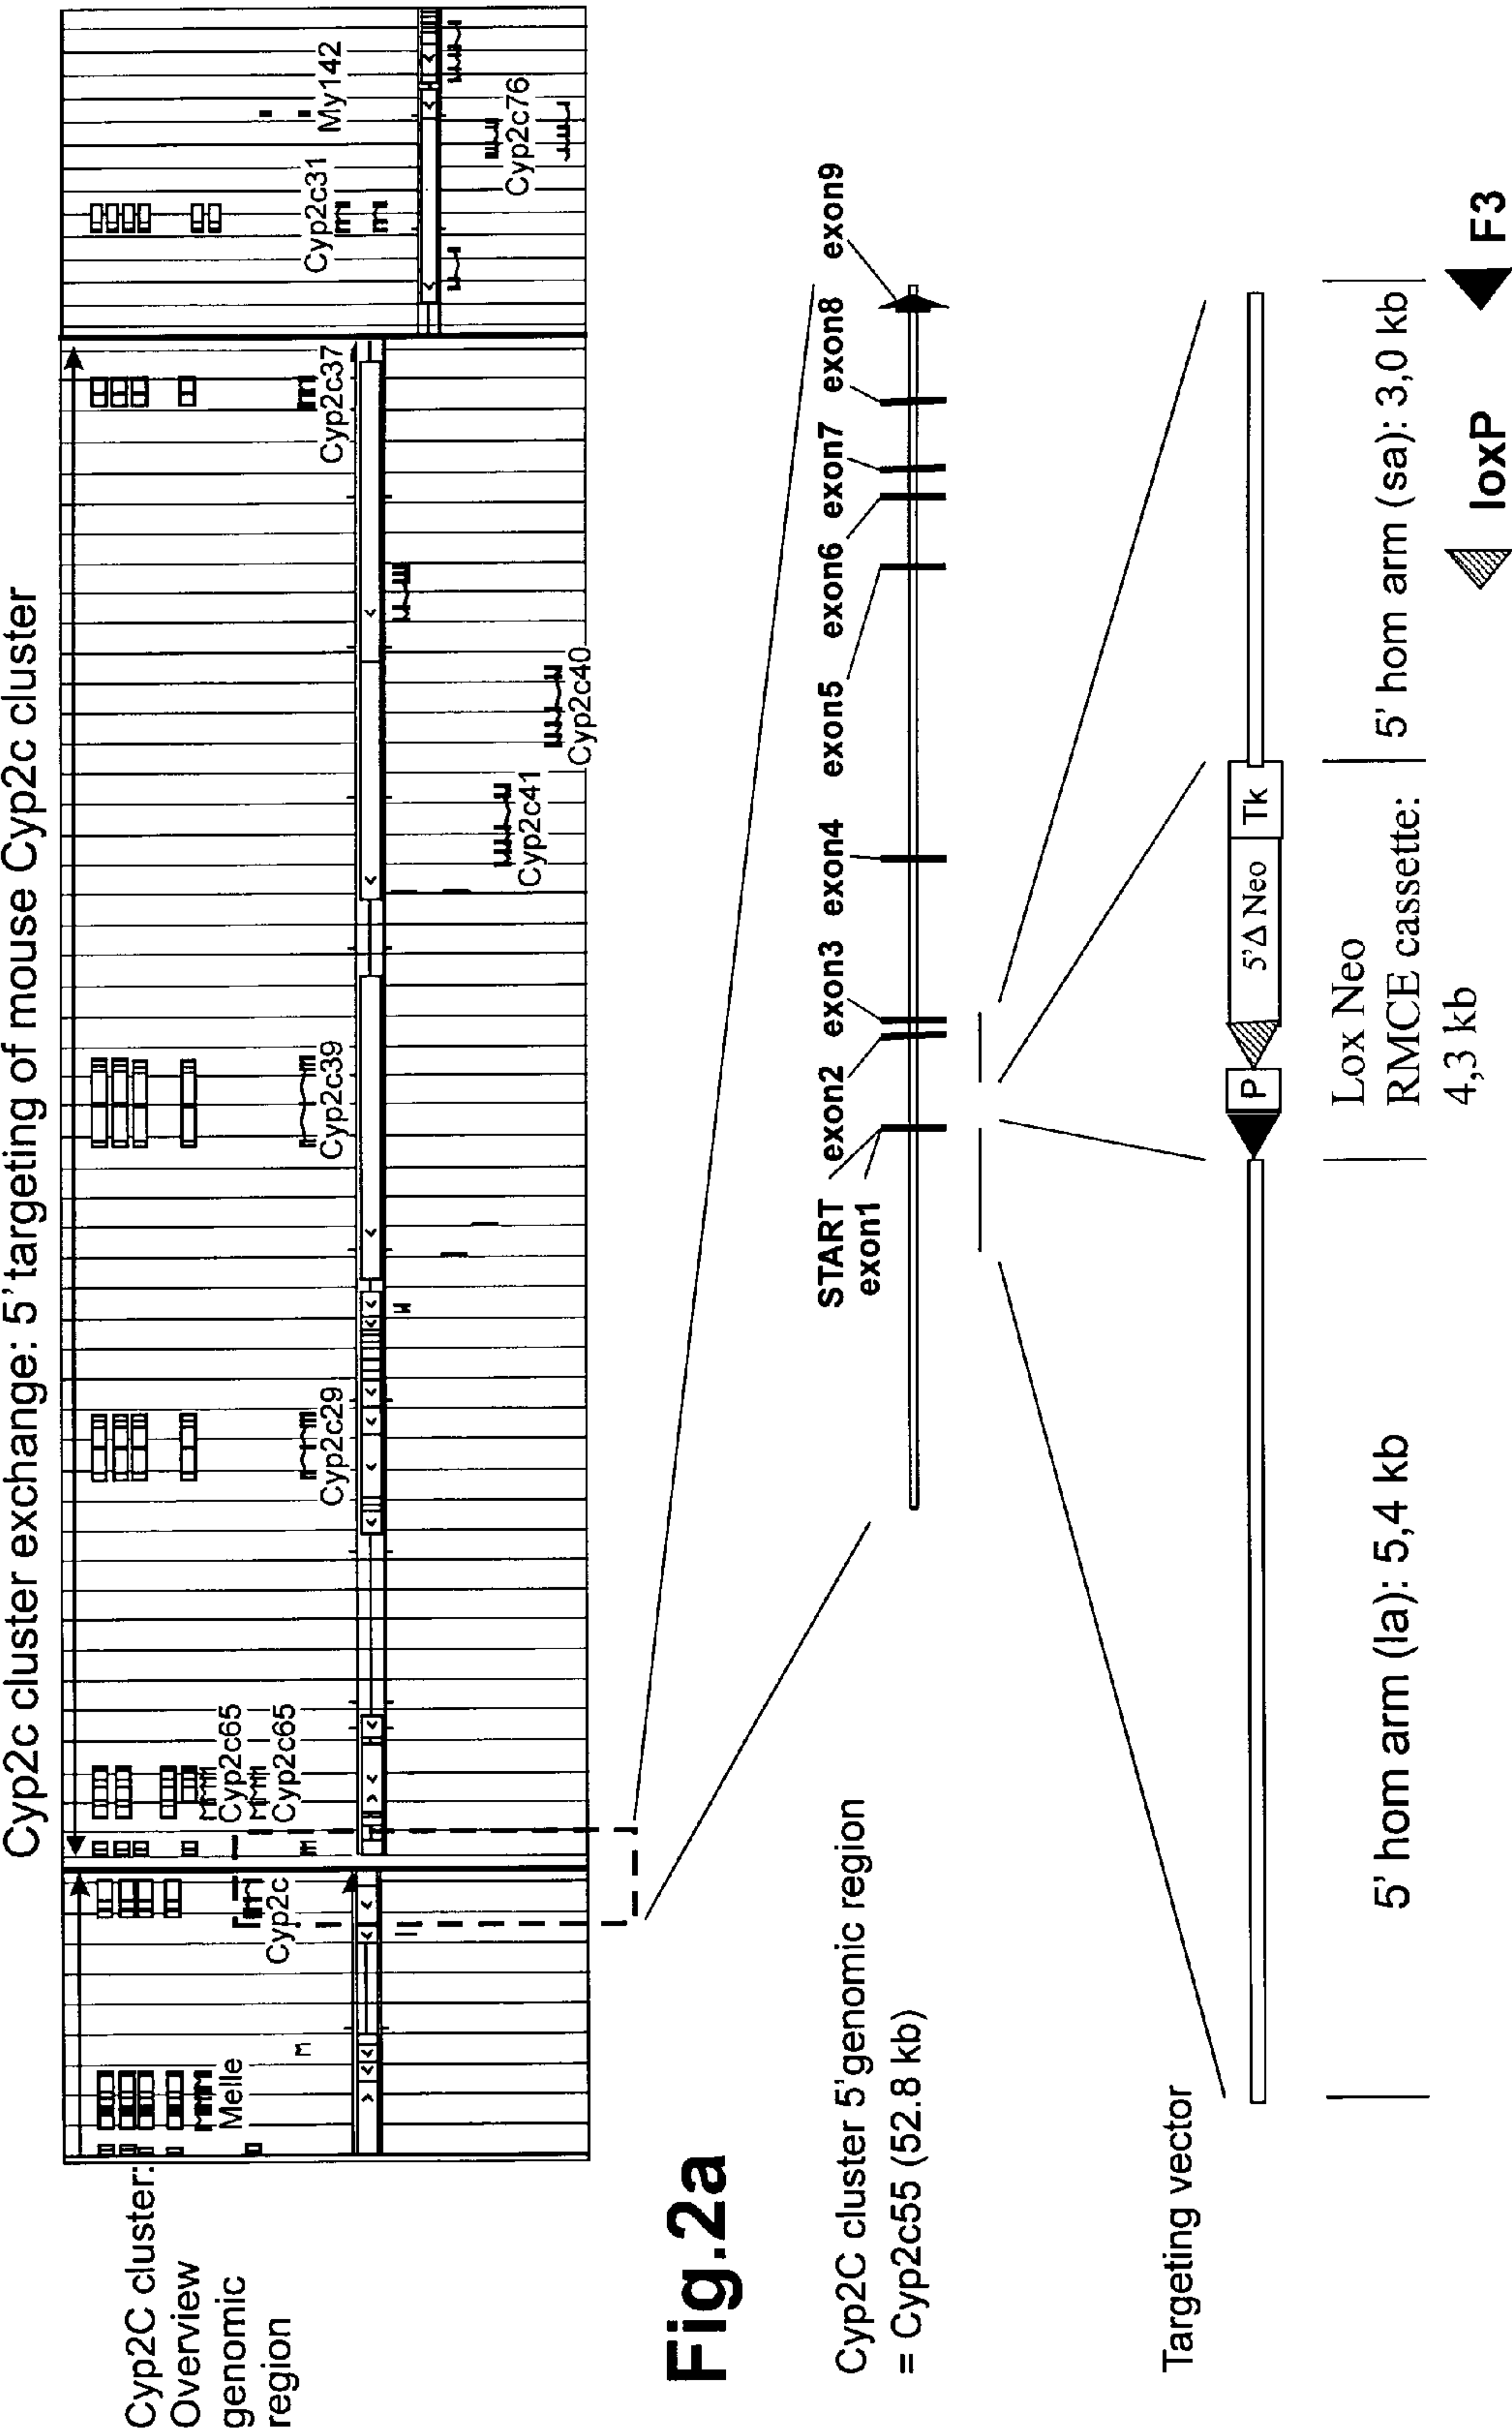 Cyp2c cluster exchange: 5' targeting of mouse Cyp2c cluster
Cyp2C cluster:
Overview
genomic
region
Melle
Cyp2c
Cyp2c65
Cyp2c65
Cyp2c29
Cyp2c39
Cyp2c41
Cyp2c40
Cyp2c37
Cyp2c31
My142
Cyp2c76
Fig.2a
Cyp2C cluster 5'genomic region
= Cyp2c55 (52.8 kb)
START
exon1
exon2 exon3 exon4 exon5 exon6 exon7 exon8 exon9
Targeting vector
P 5'Δ Neo Tk
5' hom arm (la): 5,4 kb
Lox Neo
RMCE cassette:
4,3 kb
5' hom arm (sa): 3,0 kb
loxP F3